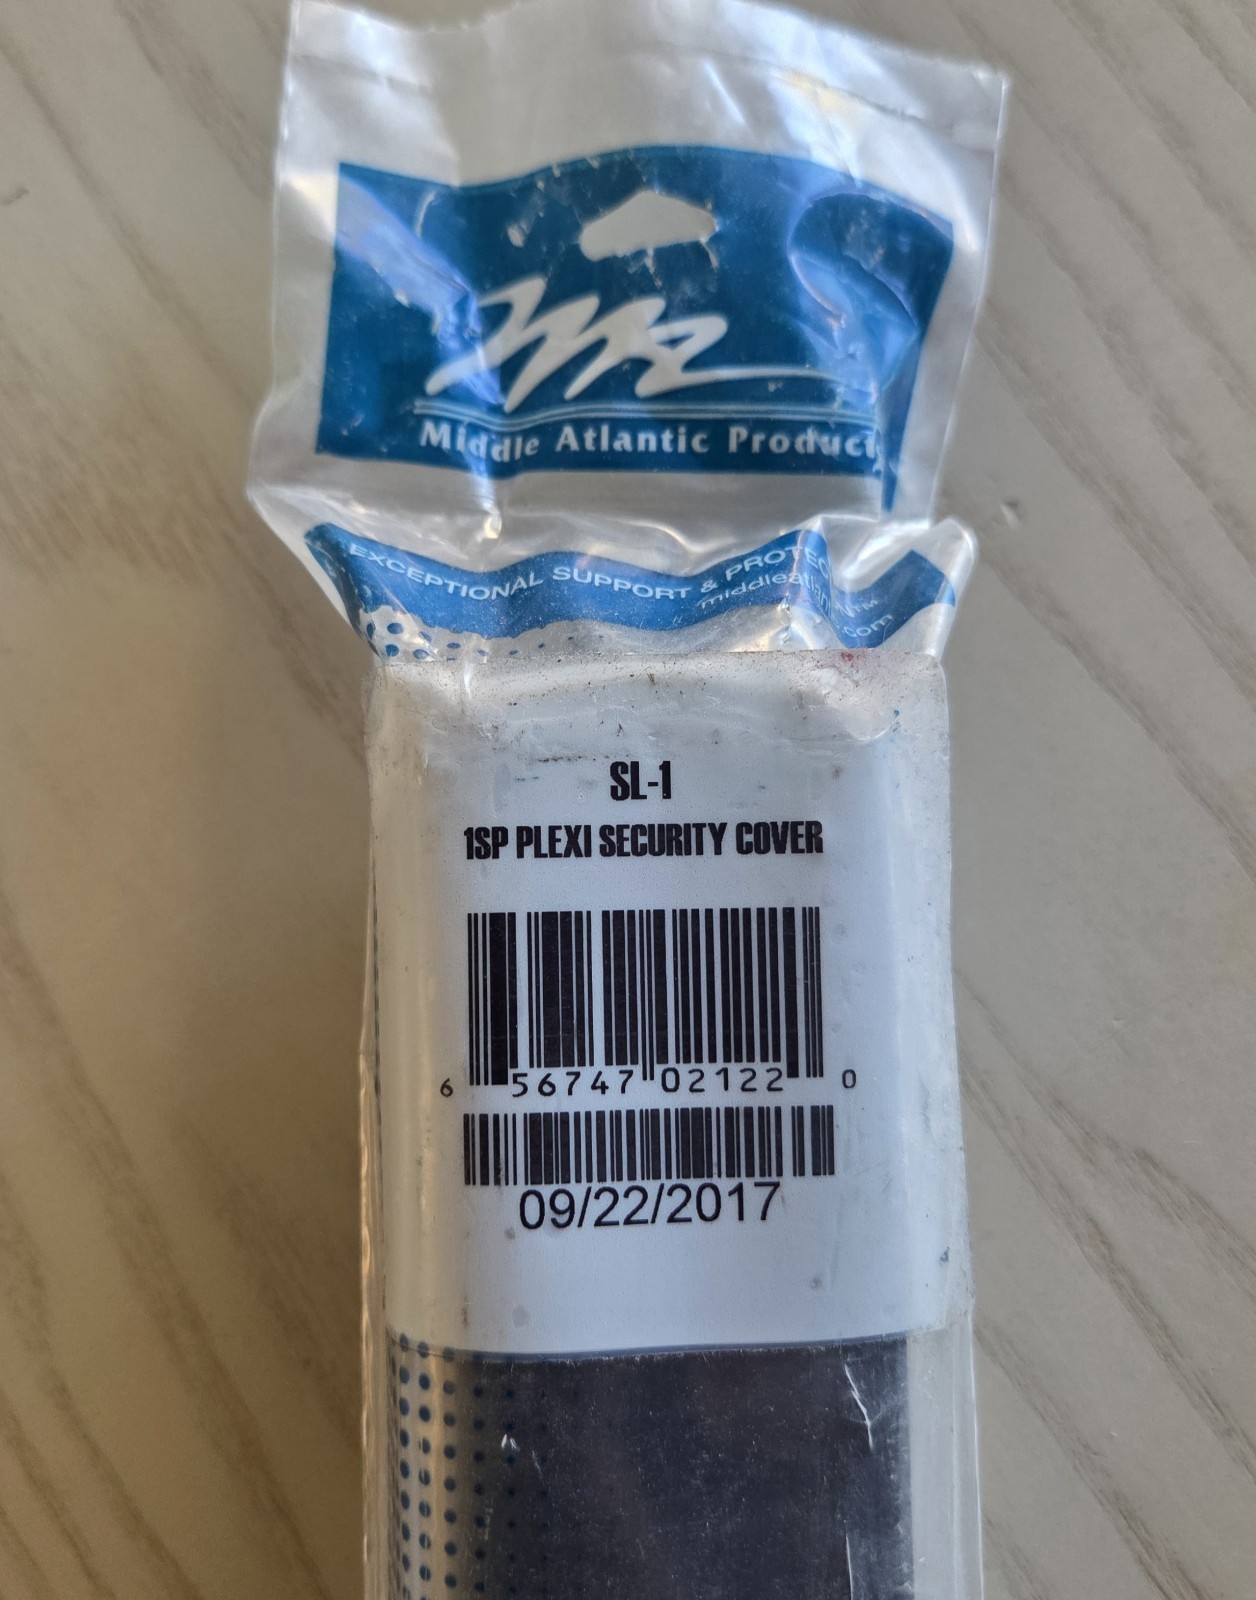 Middle Atlantic Product
EXCEPTIONAL SUPPORT & PROTEC
SL-1
1SP PLEXI SECURITY COVER
6 56747 02122 0
09/22/2017